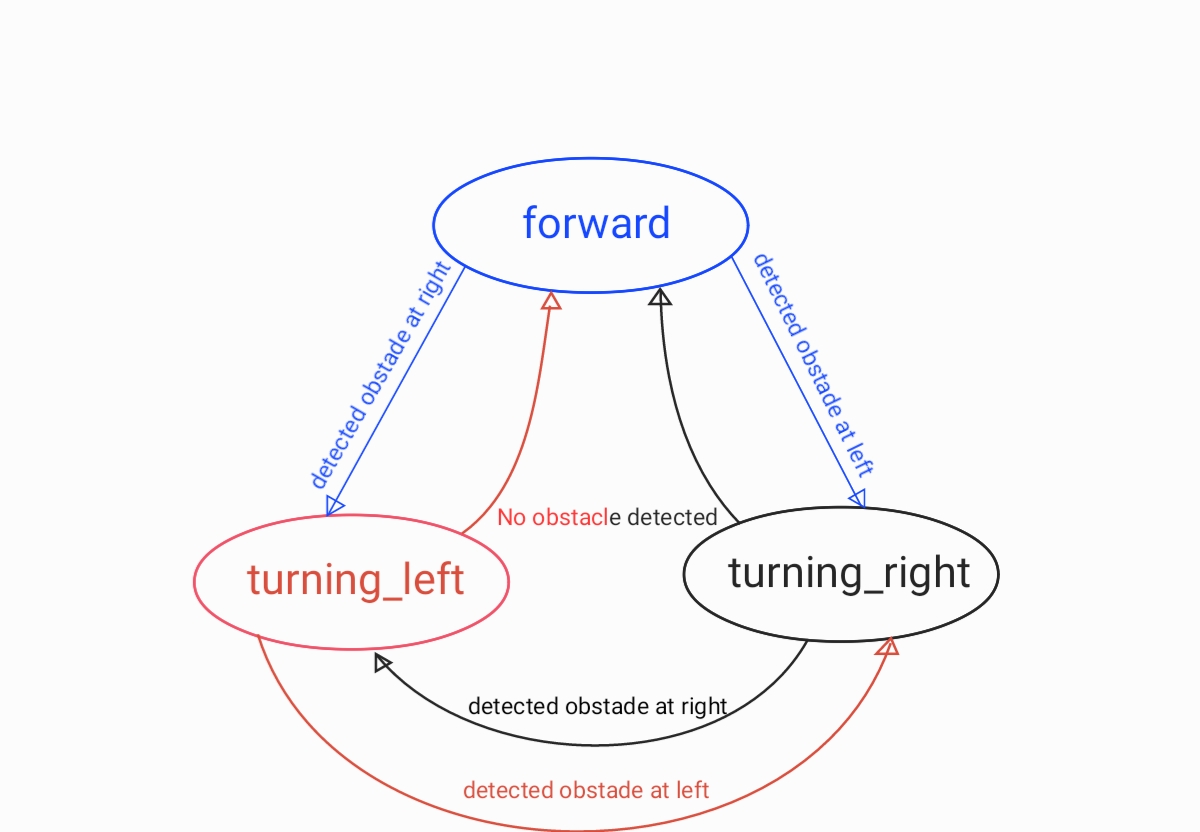 forward
detected obstade at right
detected obstade at left
No obstacle detected
turning_left
turning_right
detected obstade at right
detected obstade at left